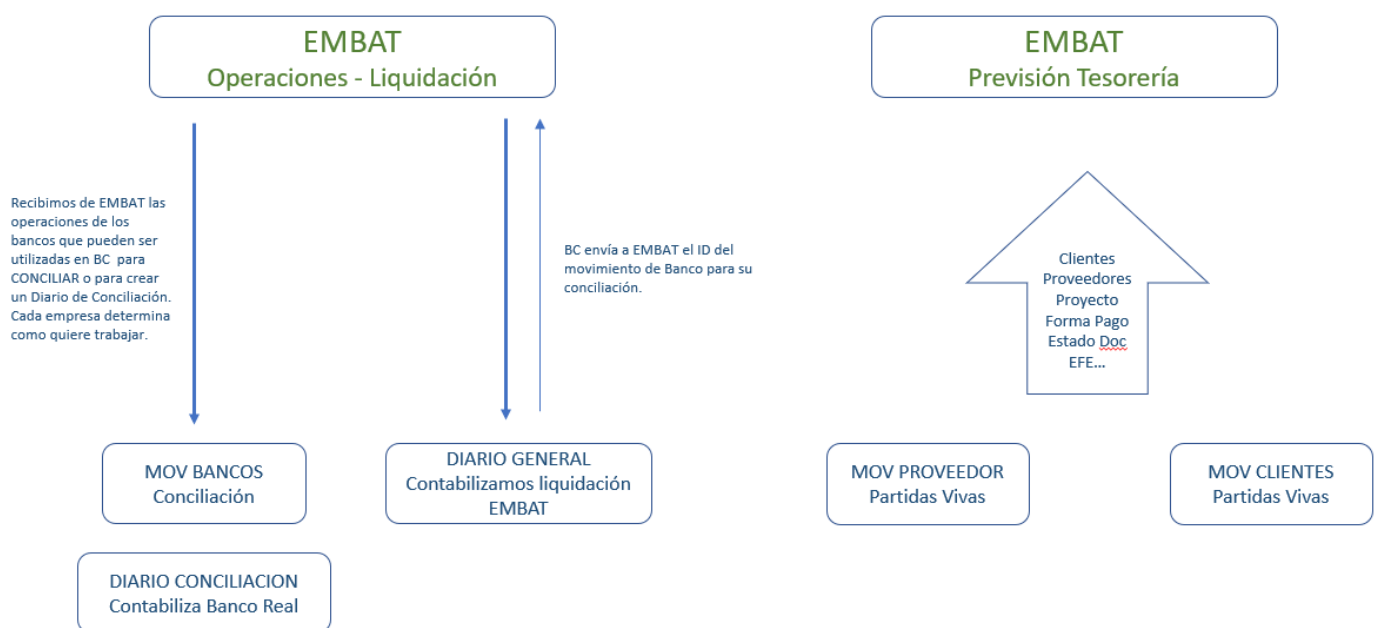 EMBAT
Operaciones - Liquidación
EMBAT
Previsión Tesorería
Recibimos de EMBAT las
operaciones de los
bancos que pueden ser
utilizadas en BC para
CONCILIAR o para crear
un Diario de Conciliación.
Cada empresa determina
como quiere trabajar.
BC envía a EMBAT el ID del
movimiento de Banco para su
conciliación.
Clientes
Proveedores
Proyecto
Forma Pago
Estado Doc
EFE...
MOV BANCOS
Conciliación
DIARIO GENERAL
Contabilizamos liquidación
EMBAT
MOV PROVEEDOR
Partidas Vivas
MOV CLIENTES
Partidas Vivas
DIARIO CONCILIACION
Contabiliza Banco Real